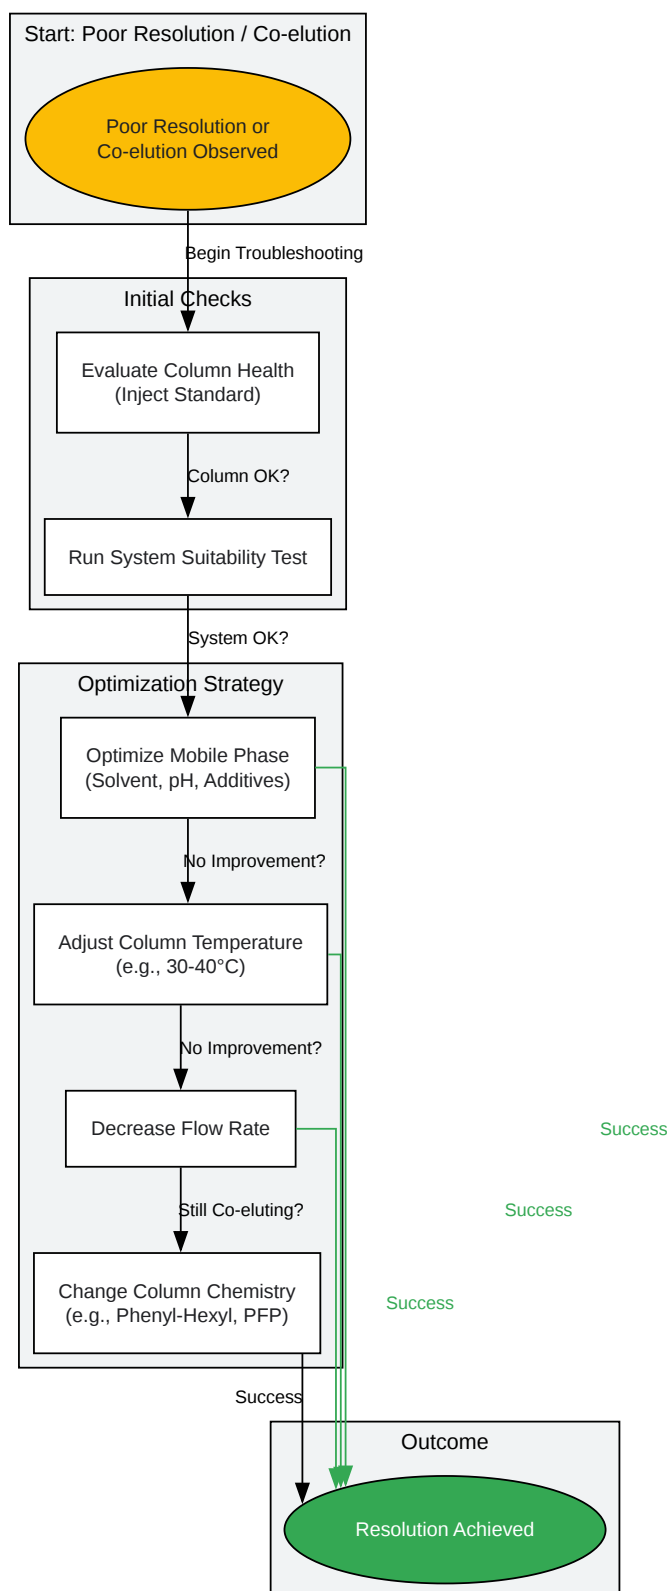 Start: Poor Resolution / Co-elution
Poor Resolution or
Co-elution Observed
Begin Troubleshooting
Initial Checks
Evaluate Column Health
(Inject Standard)
Column OK?
Run System Suitability Test
System OK?
Optimization Strategy
Optimize Mobile Phase
(Solvent, pH, Additives)
No Improvement?
Adjust Column Temperature
(e.g., 30-40°C)
No Improvement?
Decrease Flow Rate
Success
Still Co-eluting?
Success
Change Column Chemistry
(e.g., Phenyl-Hexyl, PFP)
Success
Success
Outcome
Resolution Achieved